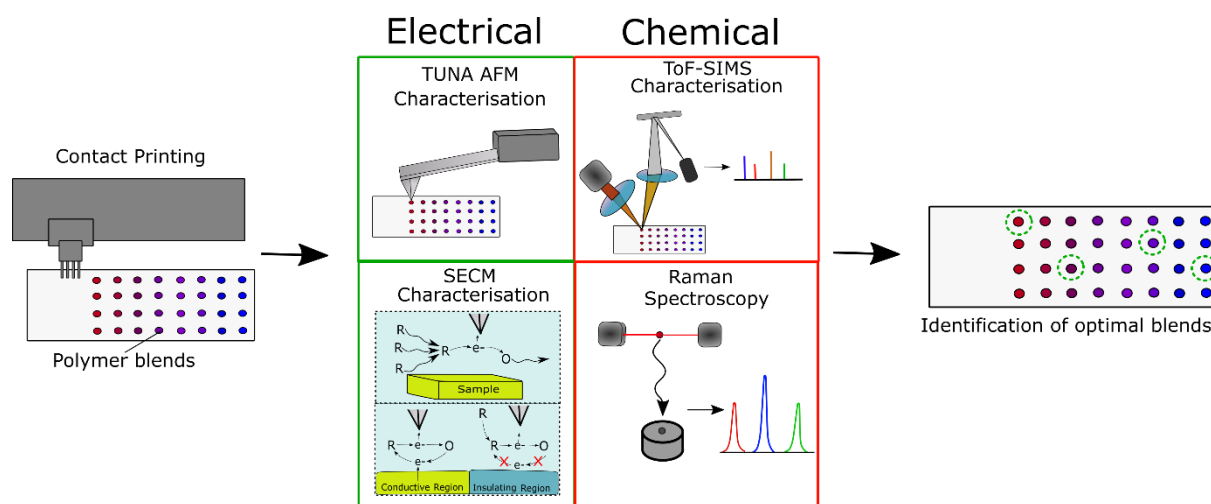 Electrical
Chemical
Contact Printing
Polymer blends
TUNA AFM
Characterisation
ToF-SIMS
Characterisation
SECM
Characterisation
R
R
R
R
e-
O
Sample
R
e-
O
e-
Conductive Region
R
R
e-
O
X
e-
X
Insulating Region
Raman
Spectroscopy
Identification of optimal blends